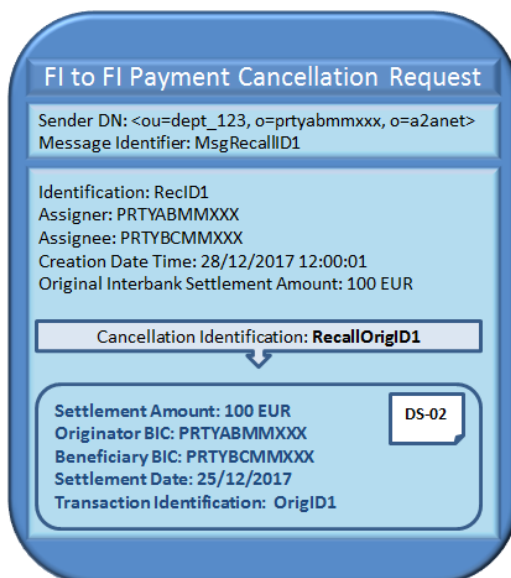 FI to FI Payment Cancellation Request
Sender DN: <ou=dept_123, o=prtyabmmxxx, o=a2anet>
Message Identifier: MsgRecallID1
Identification: RecID1
Assigner: PRTYABMMXXX
Assignee: PRTYBCMMXXX
Creation Date Time: 28/12/2017 12:00:01
Original Interbank Settlement Amount: 100 EUR
Cancellation Identification: RecallOrigID1
Settlement Amount: 100 EUR
Originator BIC: PRTYABMMXXX
Beneficiary BIC: PRTYBCMMXXX
Settlement Date: 25/12/2017
Transaction Identification: OrigID1
DS-02